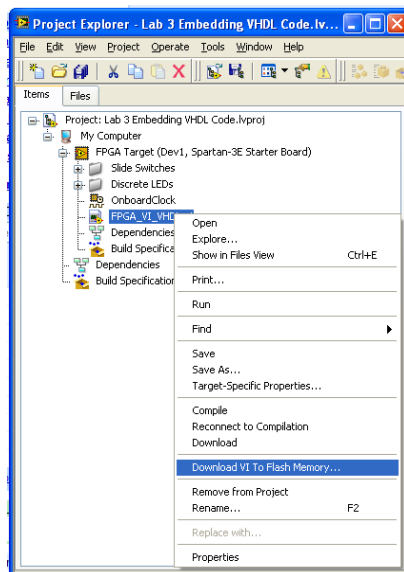 Project Explorer - Lab 3 Embedding VHDL Code.lv...
File Edit View Project Operate Tools Window Help
Items Files
Project: Lab 3 Embedding VHDL Code.lvproj
My Computer
FPGA Target (Dev1, Spartan-3E Starter Board)
Slide Switches
Discrete LEDs
OnboardClock
FPGA_VI_VHD
Dependencies
Build Specifica
Dependencies
Build Specification
Open
Explore...
Show in Files View Ctrl+E
Print...
Run
Find
Save
Save As...
Target-Specific Properties...
Compile
Reconnect to Compilation
Download
Download VI To Flash Memory...
Remove from Project
Rename... F2
Replace with...
Properties